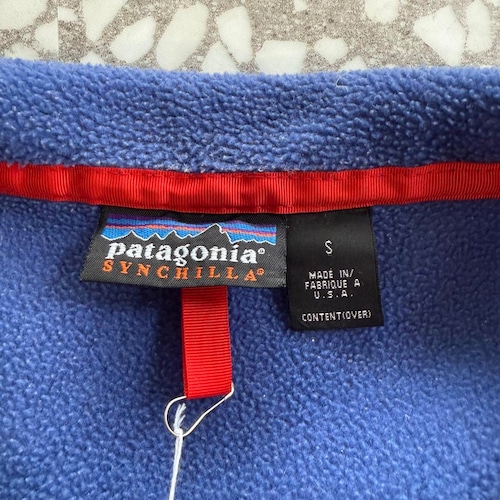 patagonia®
SYNCHILLA®
S
MADE IN/
FABRIQUE A
U.S.A.
CONTENT(OVER)